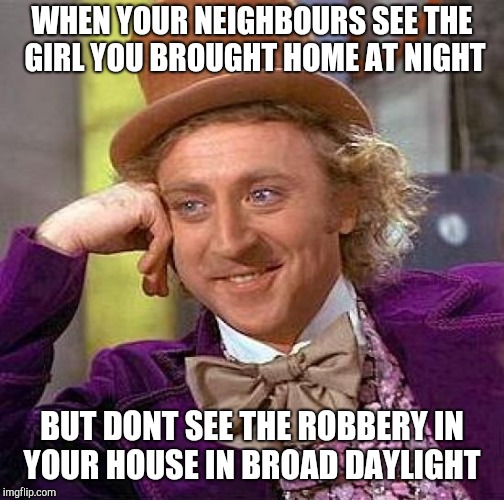 WHEN YOUR NEIGHBOURS SEE THE
GIRL YOU BROUGHT HOME AT NIGHT
BUT DONT SEE THE ROBBERY IN
YOUR HOUSE IN BROAD DAYLIGHT
imgflip.com